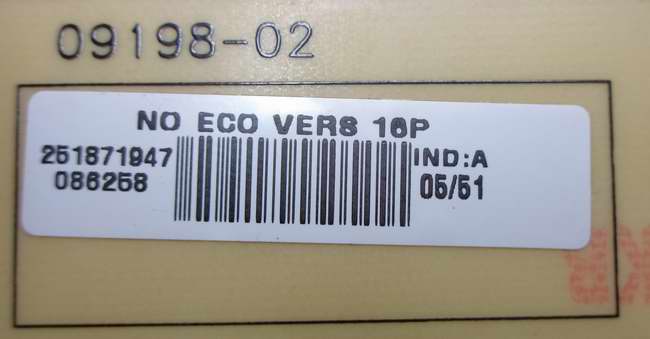 09198-02
NO ECO VERS 16P
251871947
086258
IND:A
05/51